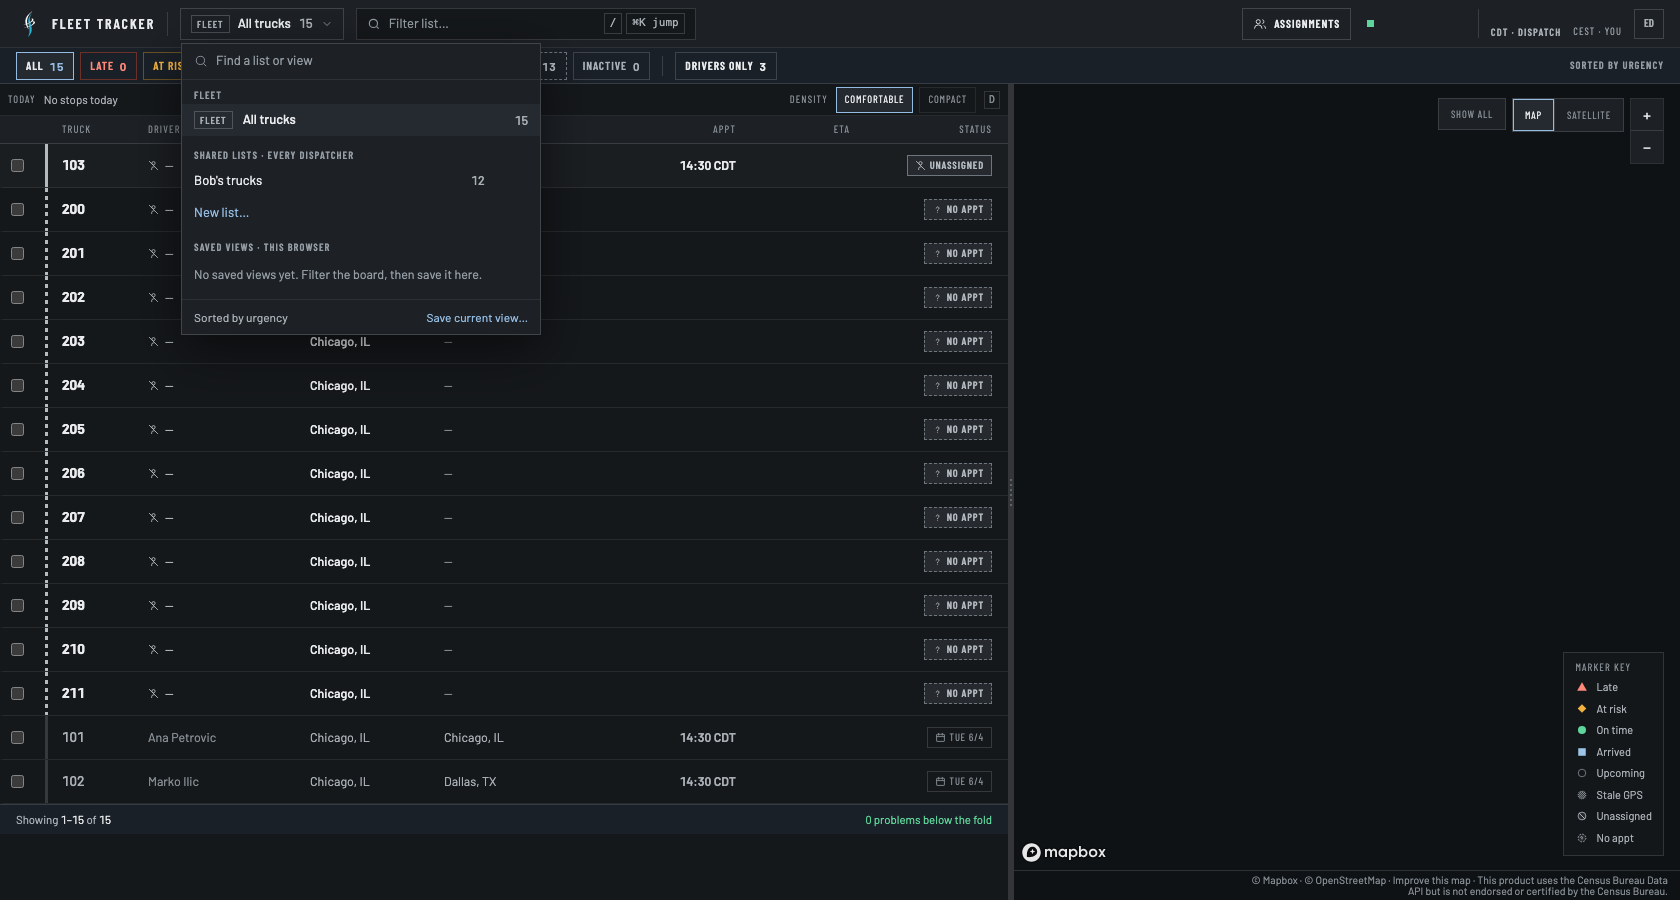 FLEET TRACKER
FLEET All trucks 15
Filter list...
/ ⌘K jump
ASSIGNMENTS
CDT · DISPATCH CEST · YOU
ED
ALL 15
LATE 0
AT RIS
13
INACTIVE 0
DRIVERS ONLY 3
SORTED BY URGENCY
Find a list or view
FLEET
FLEET All trucks 15
SHARED LISTS · EVERY DISPATCHER
Bob's trucks 12
New list...
SAVED VIEWS · THIS BROWSER
No saved views yet. Filter the board, then save it here.
Sorted by urgency Save current view...
TODAY No stops today
DENSITY COMFORTABLE COMPACT D
TRUCK DRIVER APPT ETA STATUS
103 — 14:30 CDT UNASSIGNED
200 — ? NO APPT
201 — ? NO APPT
202 — ? NO APPT
203 — Chicago, IL — ? NO APPT
204 — Chicago, IL — ? NO APPT
205 — Chicago, IL — ? NO APPT
206 — Chicago, IL — ? NO APPT
207 — Chicago, IL — ? NO APPT
208 — Chicago, IL — ? NO APPT
209 — Chicago, IL — ? NO APPT
210 — Chicago, IL — ? NO APPT
211 — Chicago, IL — ? NO APPT
101 Ana Petrovic Chicago, IL Chicago, IL 14:30 CDT TUE 6/4
102 Marko Ilic Chicago, IL Dallas, TX 14:30 CDT TUE 6/4
Showing 1–15 of 15
0 problems below the fold
SHOW ALL
MAP SATELLITE
+
−
MARKER KEY
Late
At risk
On time
Arrived
Upcoming
Stale GPS
Unassigned
No appt
mapbox
© Mapbox · © OpenStreetMap · Improve this map · This product uses the Census Bureau Data
API but is not endorsed or certified by the Census Bureau.